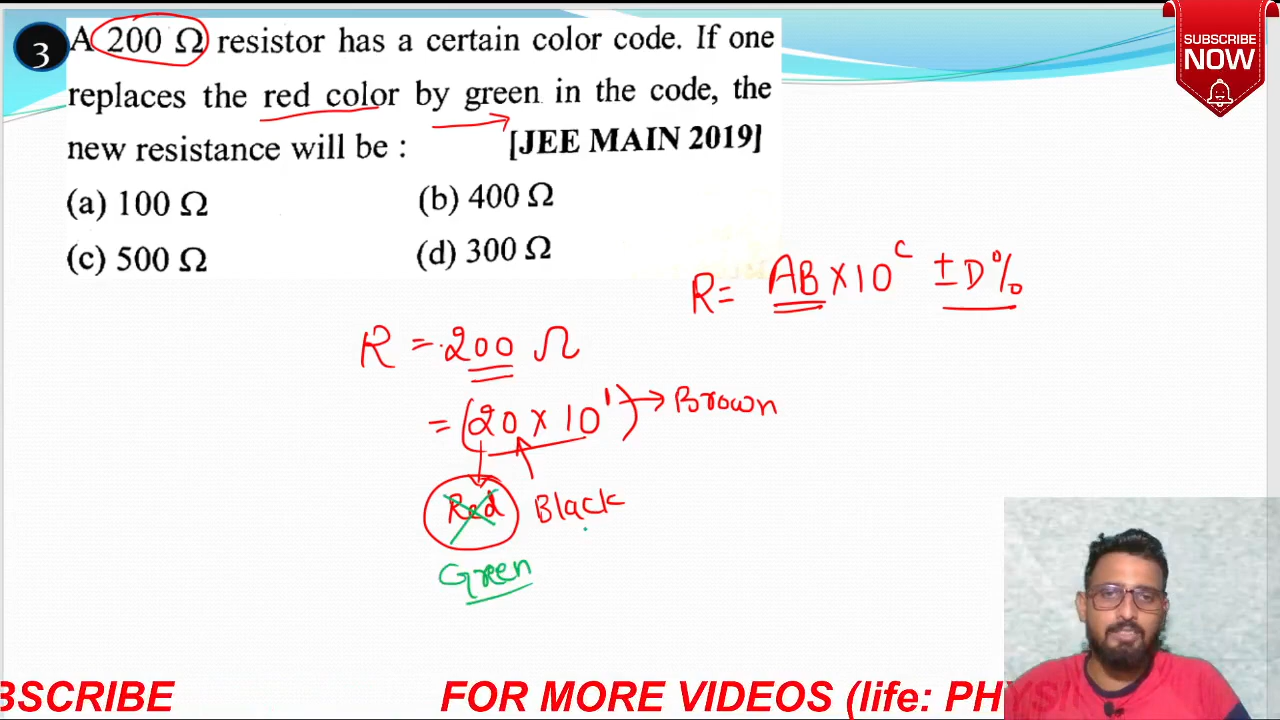 3
A 200 Ω resistor has a certain color code. If one
replaces the red color by green in the code, the
new resistance will be :
[JEE MAIN 2019]
(a) 100 Ω
(b) 400 Ω
(c) 500 Ω
(d) 300 Ω
SUBSCRIBE
NOW
R= AB×10^C ±D%
R = 200 Ω
= (20 × 10^1) → Brown
Red Black
Green
BSCRIBE
FOR MORE VIDEOS (life: PHYSI